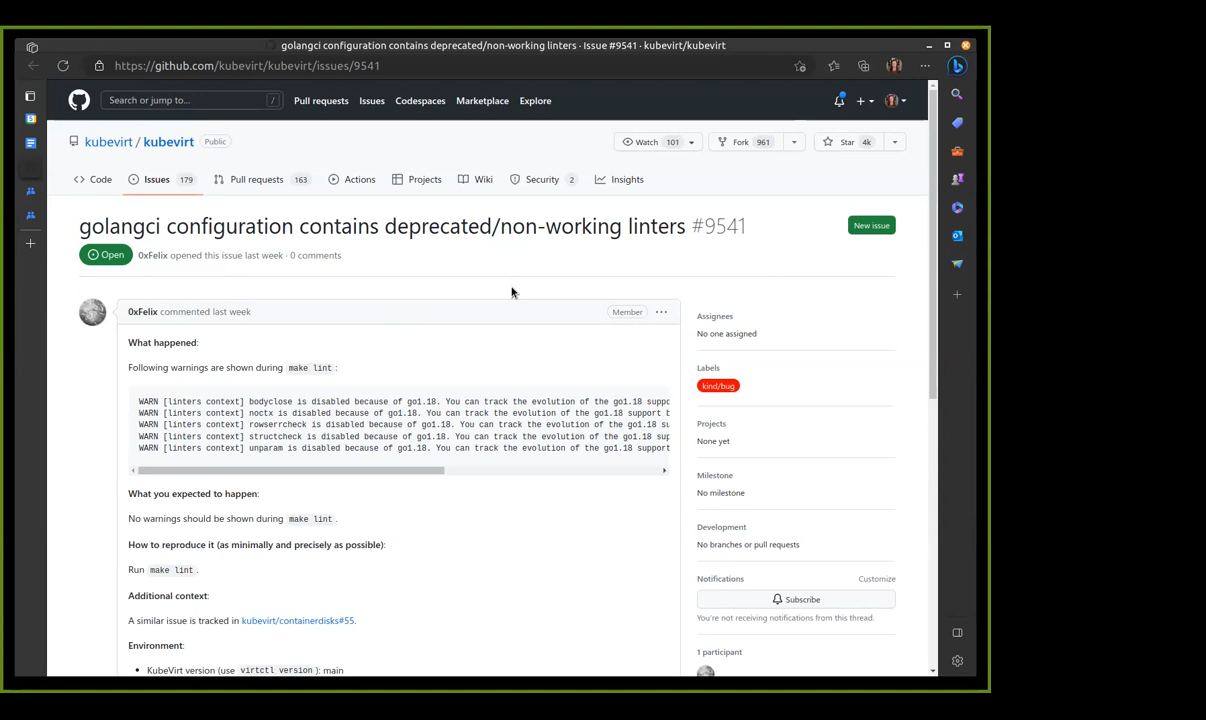 golangci configuration contains deprecated/non-working linters · Issue #9541 · kubevirt/kubevirt
https://github.com/kubevirt/kubevirt/issues/9541
Search or jump to... / Pull requests Issues Codespaces Marketplace Explore
kubevirt / kubevirt Public Watch 101 Fork 961 Star 4k
Code Issues 179 Pull requests 163 Actions Projects Wiki Security 2 Insights
golangci configuration contains deprecated/non-working linters #9541 New issue
Open 0xFelix opened this issue last week · 0 comments
0xFelix commented last week Member
What happened:
Following warnings are shown during make lint :
WARN [linters context] bodyclose is disabled because of go1.18. You can track the evolution of the go1.18 suppo
WARN [linters context] noctx is disabled because of go1.18. You can track the evolution of the go1.18 support b
WARN [linters context] rowserrcheck is disabled because of go1.18. You can track the evolution of the go1.18 su
WARN [linters context] structcheck is disabled because of go1.18. You can track the evolution of the go1.18 sup
WARN [linters context] unparam is disabled because of go1.18. You can track the evolution of the go1.18 support
What you expected to happen:
No warnings should be shown during make lint .
How to reproduce it (as minimally and precisely as possible):
Run make lint .
Additional context:
A similar issue is tracked in kubevirt/containerdisks#55.
Environment:
• KubeVirt version (use virtctl version ): main
Assignees
No one assigned
Labels
kind/bug
Projects
None yet
Milestone
No milestone
Development
No branches or pull requests
Notifications Customize
Subscribe
You're not receiving notifications from this thread.
1 participant